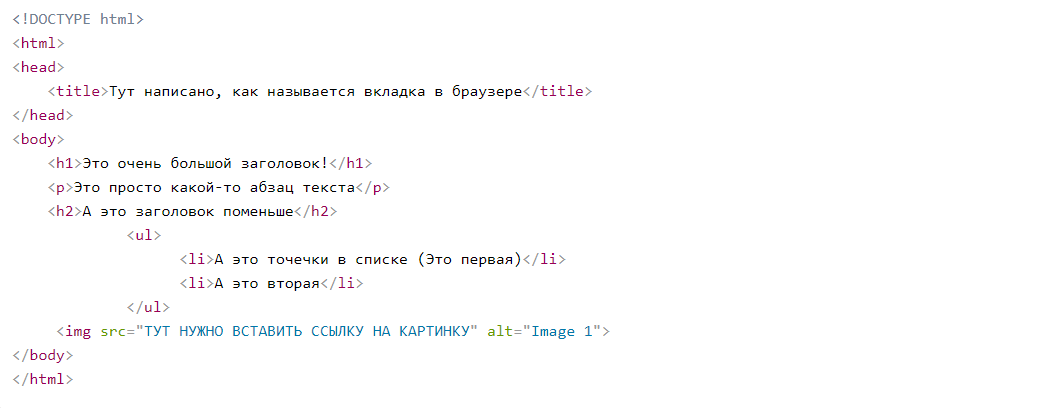 <!DOCTYPE html>
<html>
<head>
<title>Тут написано, как называется вкладка в браузере</title>
</head>
<body>
<h1>Это очень большой заголовок!</h1>
<p>Это просто какой-то абзац текста</p>
<h2>А это заголовок поменьше</h2>
<ul>
<li>А это точечки в списке (Это первая)</li>
<li>А это вторая</li>
</ul>
<img src="ТУТ НУЖНО ВСТАВИТЬ ССЫЛКУ НА КАРТИНКУ" alt="Image 1">
</body>
</html>